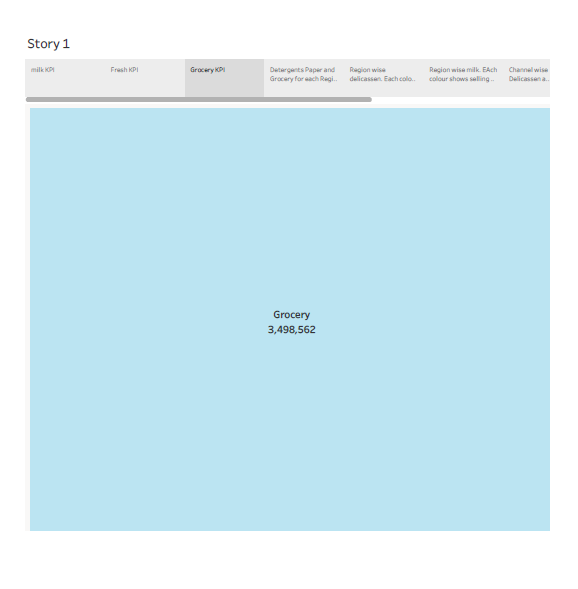 Story 1
milk KPI
Fresh KPI
Grocery KPI
Detergents Paper and
Grocery for each Regi..
Region wise
delicassen. Each colo..
Region wise milk. EAch
colour shows selling ..
Channel wise
Delicassen a..
Grocery
3,498,562